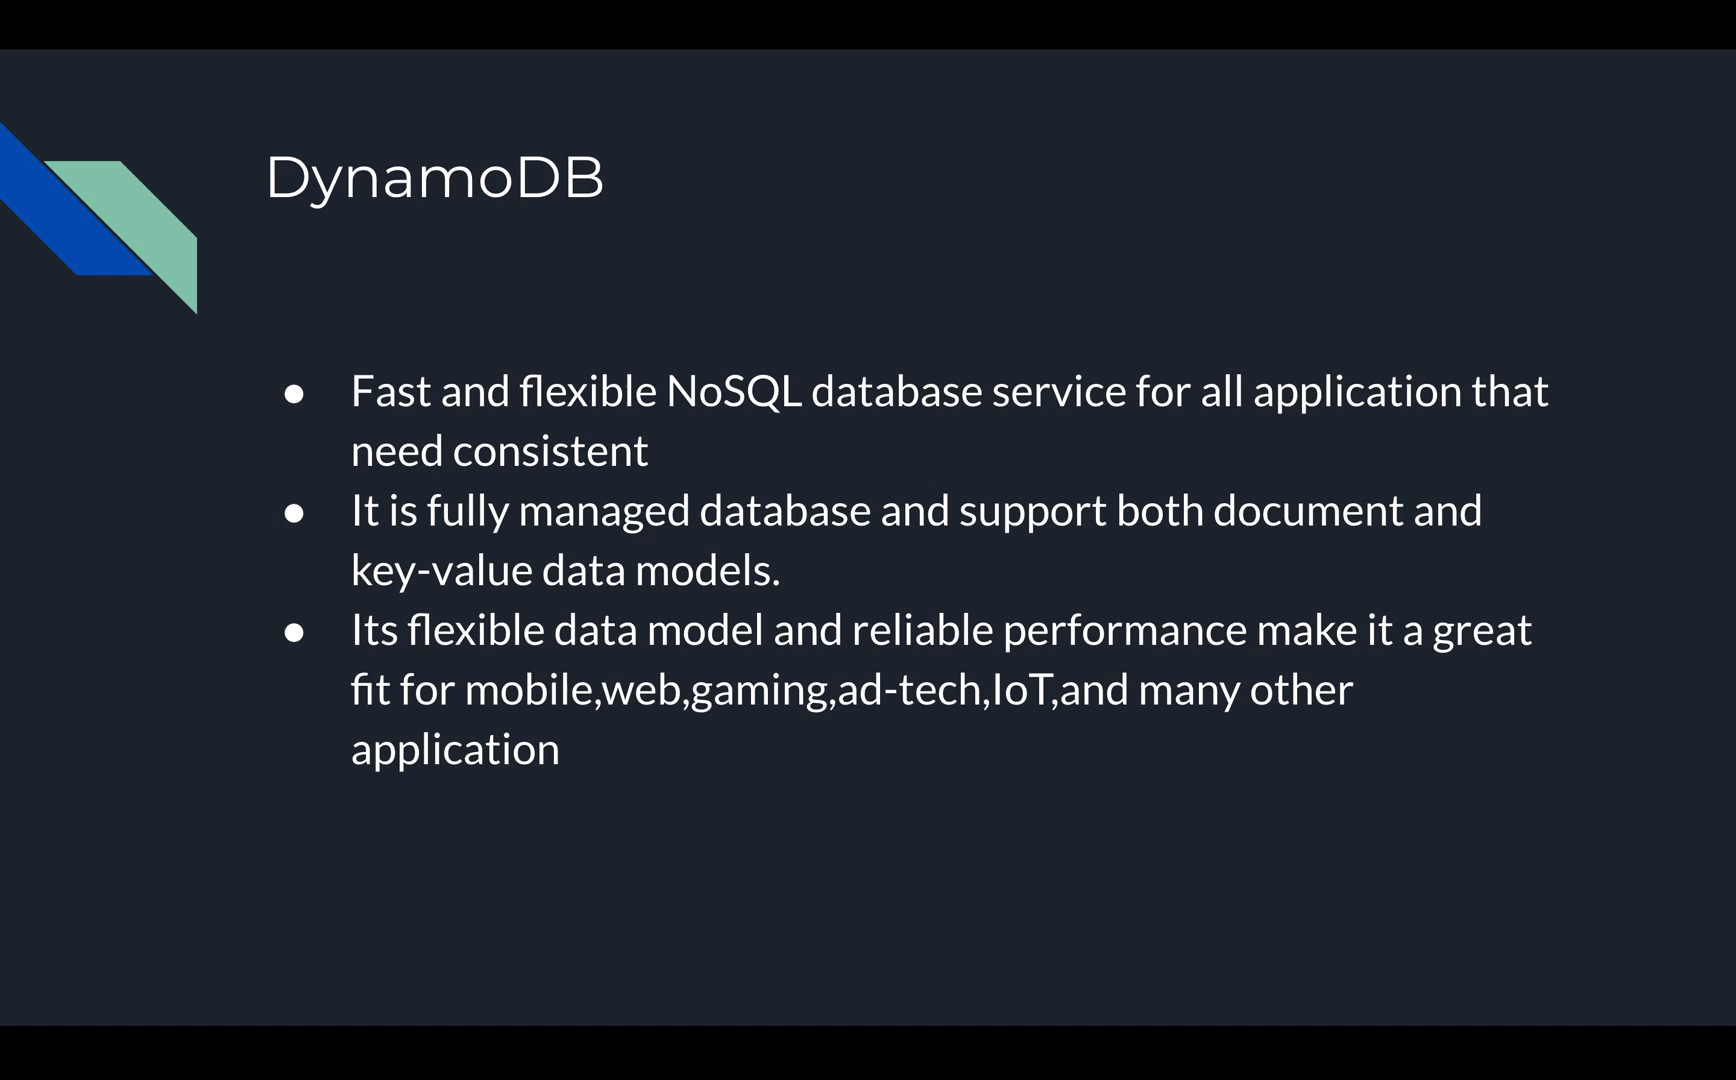 DynamoDB
● Fast and flexible NoSQL database service for all application that
need consistent
● It is fully managed database and support both document and
key-value data models.
● Its flexible data model and reliable performance make it a great
fit for mobile,web,gaming,ad-tech,IoT,and many other
application